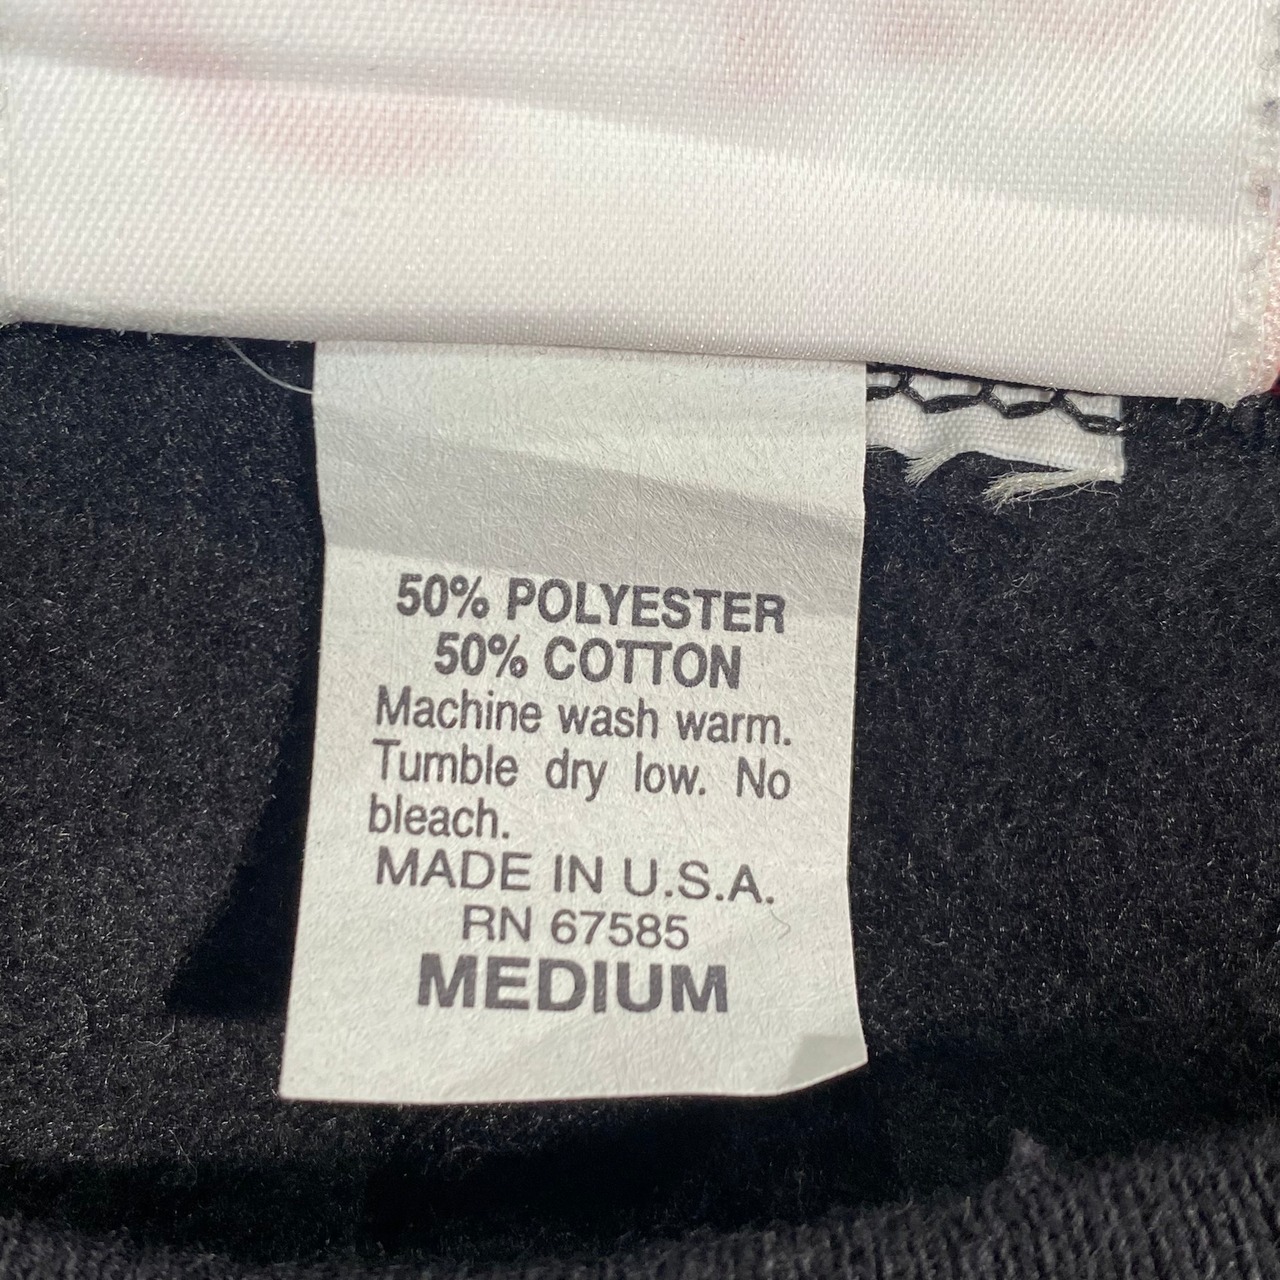 50% POLYESTER
50% COTTON
Machine wash warm.
Tumble dry low. No
bleach.
MADE IN U.S.A.
RN 67585
MEDIUM